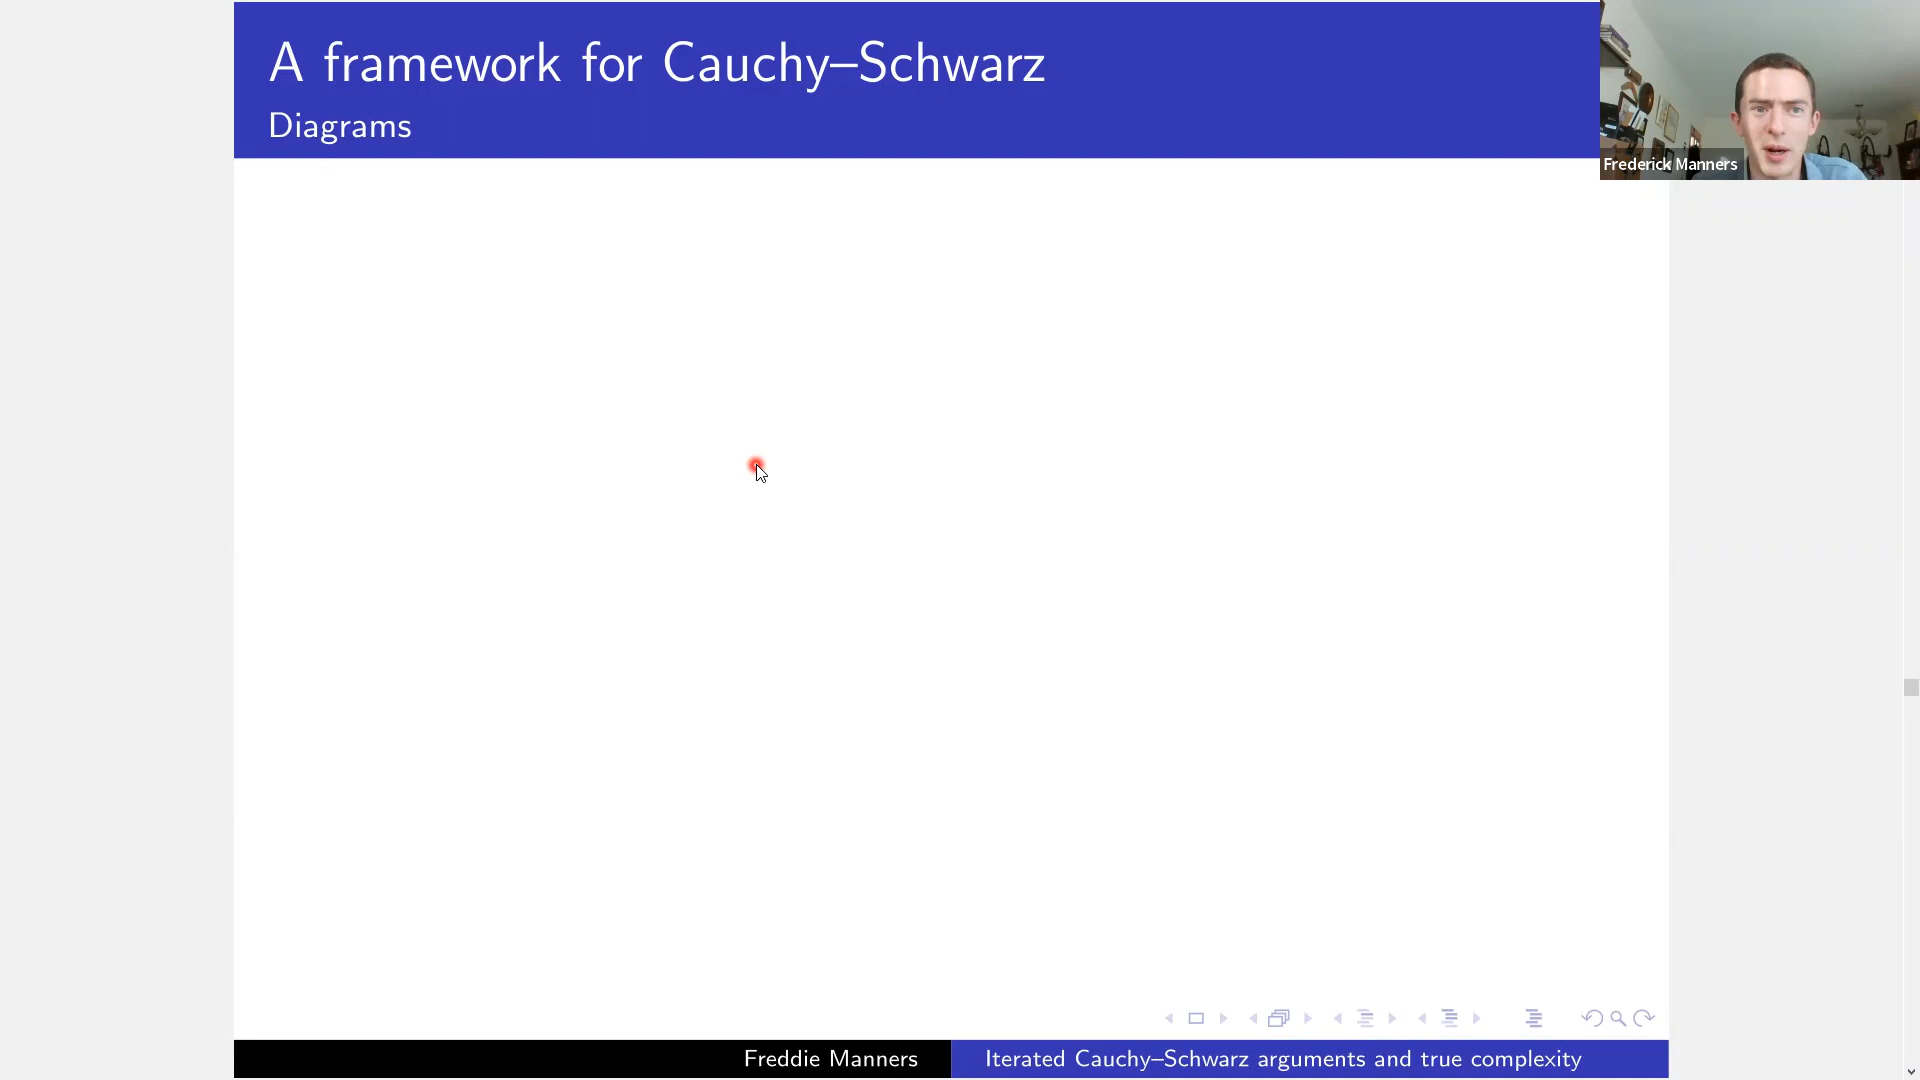 A framework for Cauchy–Schwarz
Diagrams
Frederick Manners
Freddie Manners
Iterated Cauchy–Schwarz arguments and true complexity